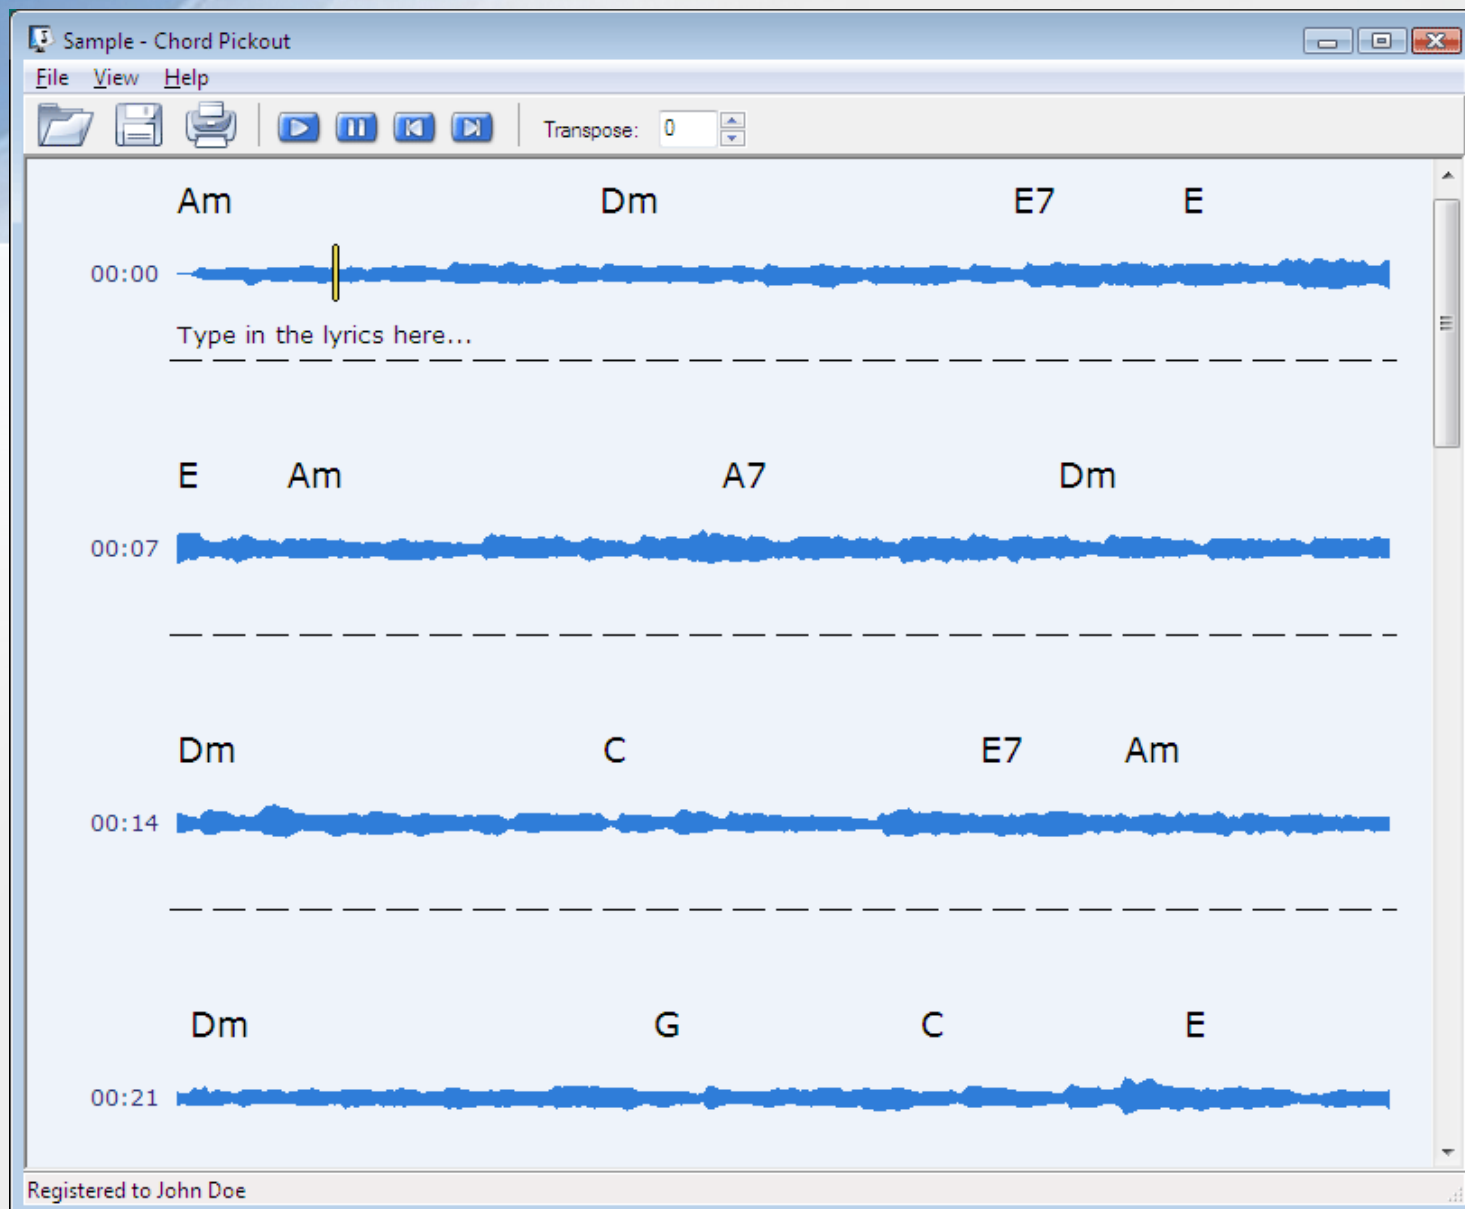 Sample - Chord Pickout
File View Help
Transpose: 0
Am Dm E7 E
00:00
Type in the lyrics here...
E Am A7 Dm
00:07
Dm C E7 Am
00:14
Dm G C E
00:21
Registered to John Doe